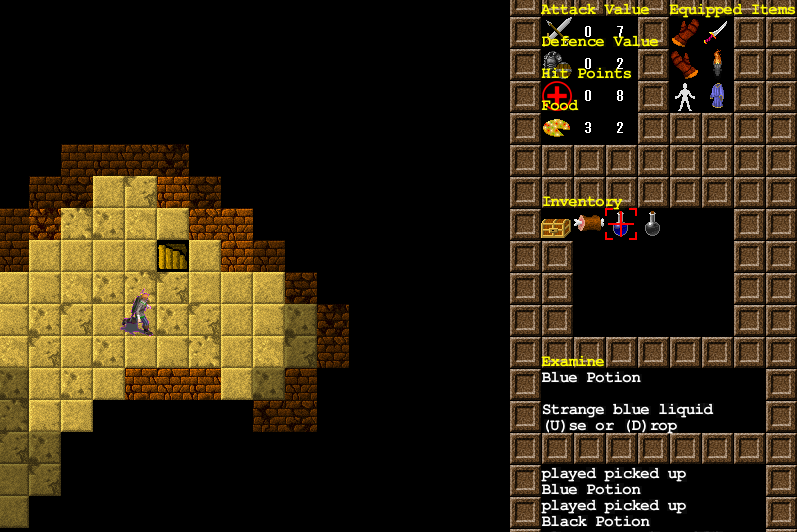 Attack Value
Equipped Items
0 7
Defence Value
0 2
Hit Points
0 8
Food
3 2
Inventory
Examine
Blue Potion
Strange blue liquid
(U)se or (D)rop
played picked up
Blue Potion
played picked up
Black Potion